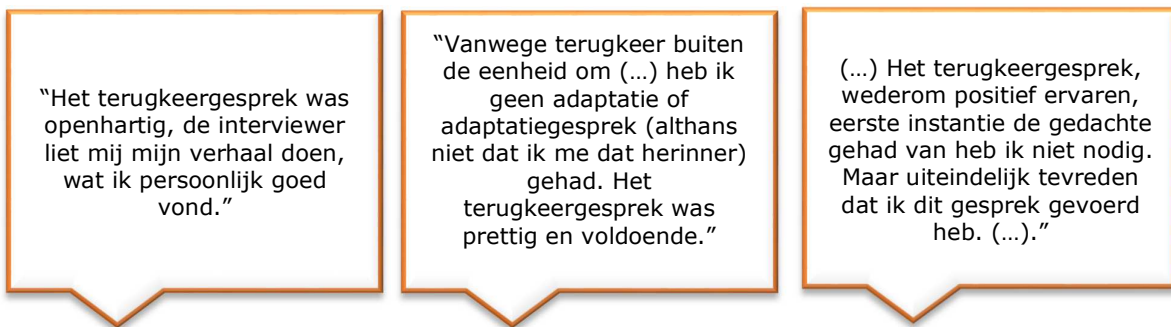 “Het terugkeergesprek was
openhartig, de interviewer
liet mij mijn verhaal doen,
wat ik persoonlijk goed
vond.”
“Vanwege terugkeer buiten
de eenheid om (…) heb ik
geen adaptatie of
adaptatiegesprek (althans
niet dat ik me dat herinner)
gehad. Het
terugkeergesprek was
prettig en voldoende.”
(…) Het terugkeergesprek,
wederom positief ervaren,
eerste instantie de gedachte
gehad van heb ik niet nodig.
Maar uiteindelijk tevreden
dat ik dit gesprek gevoerd
heb. (…).”